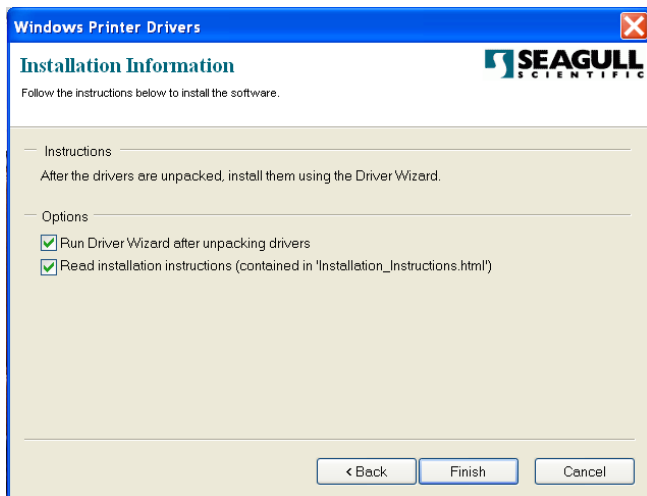 Windows Printer Drivers
Installation Information
SEAGULL
SCIENTIFIC
Follow the instructions below to install the software.
Instructions
After the drivers are unpacked, install them using the Driver Wizard.
Options
Run Driver Wizard after unpacking drivers
Read installation instructions (contained in 'Installation_Instructions.html')
< Back Finish Cancel